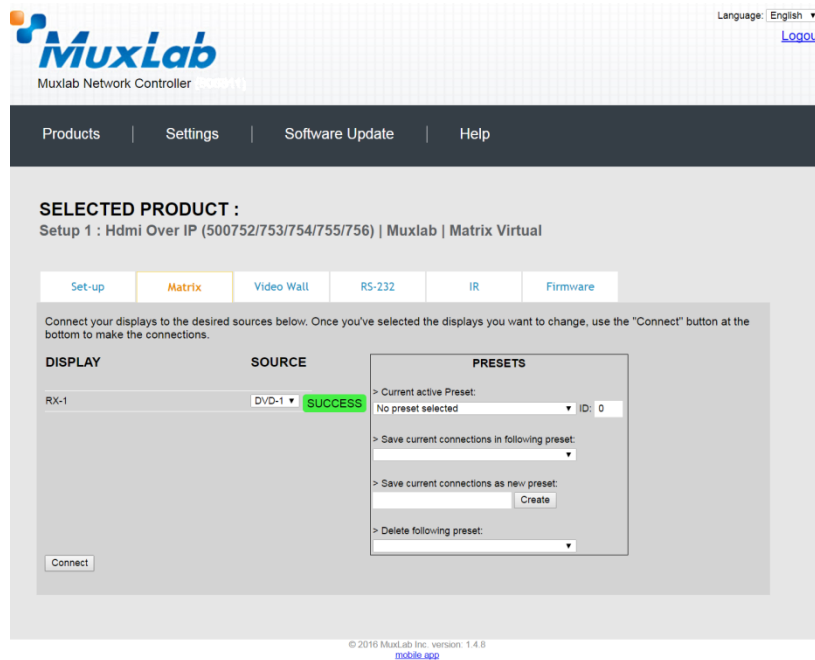 Language: English
Logou
MuxLab
Muxlab Network Controller
Products | Settings | Software Update | Help
SELECTED PRODUCT :
Setup 1 : Hdmi Over IP (500752/753/754/755/756) | Muxlab | Matrix Virtual
Set-up Matrix Video Wall RS-232 IR Firmware
Connect your displays to the desired sources below. Once you've selected the displays you want to change, use the "Connect" button at the
bottom to make the connections.
DISPLAY SOURCE PRESETS
> Current active Preset:
RX-1 DVD-1 SUCCESS No preset selected ID: 0
> Save current connections in following preset:
> Save current connections as new preset:
Create
> Delete following preset:
Connect
© 2016 MuxLab Inc. version: 1.4.8
mobile app